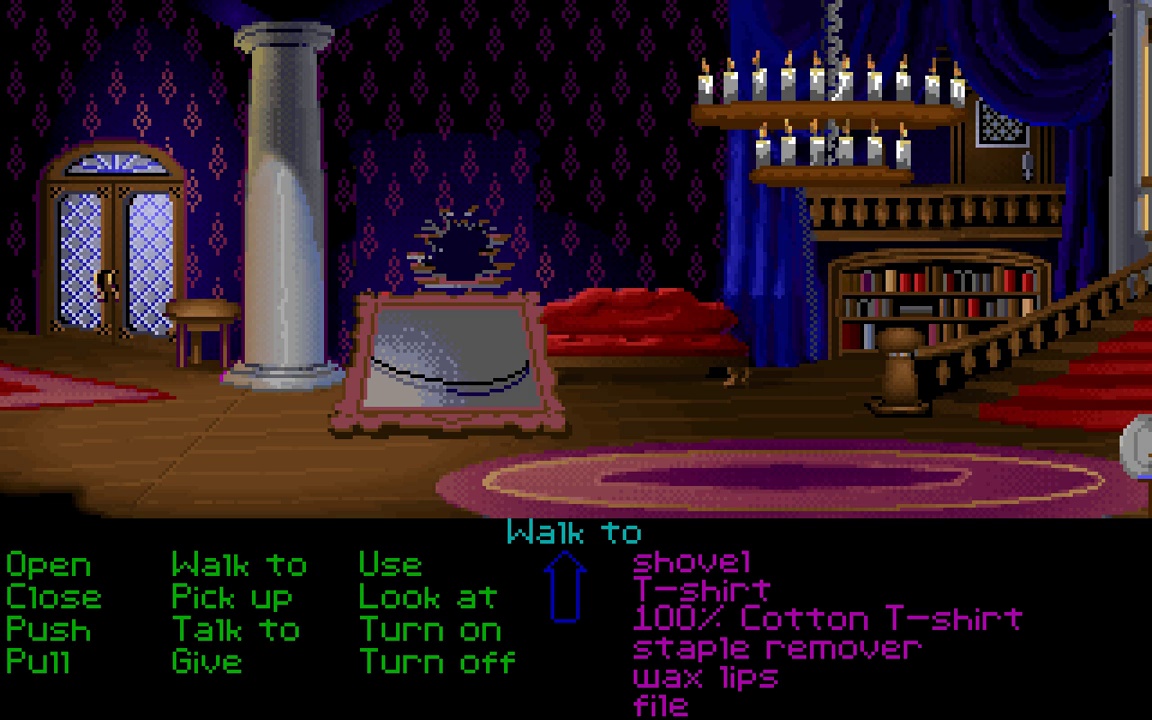 Walk to
Open Walk to Use
Close Pick up Look at
Push Talk to Turn on
Pull Give Turn off
shovel
T-shirt
100% Cotton T-shirt
staple remover
wax lips
file